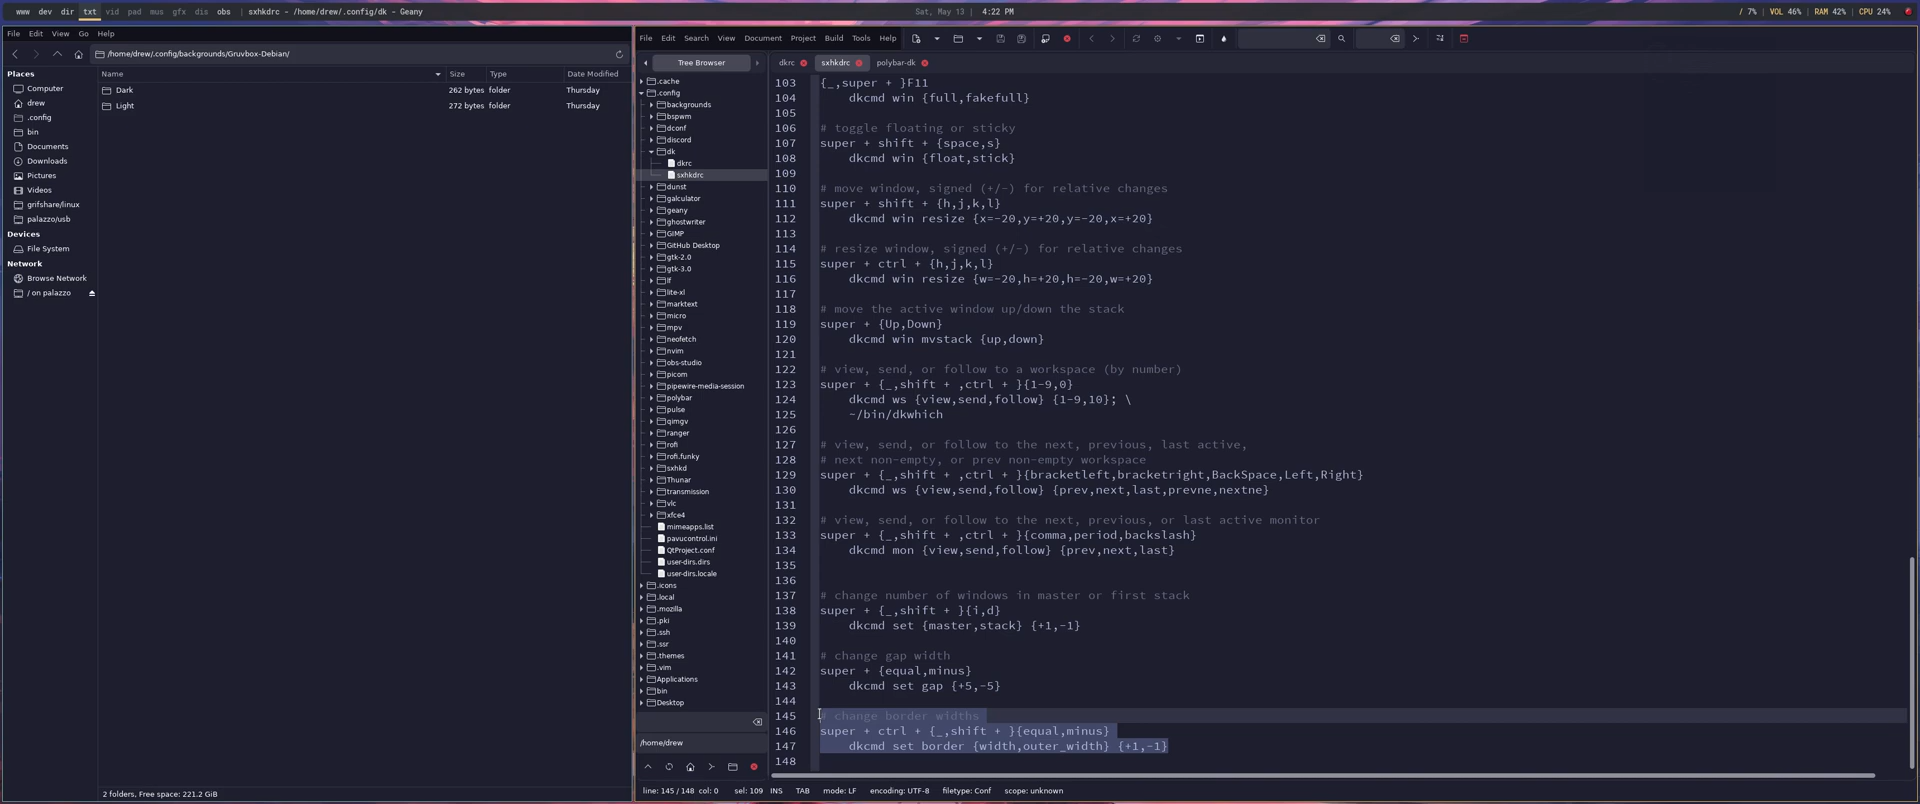 www dev dir txt vid pad mus gfx dis obs sxhkdrc - /home/drew/.config/dk - Geany
Sat, May 13 4:22 PM
/ 7% VOL 46% RAM 42% CPU 24%
File Edit View Go Help
/home/drew/.config/backgrounds/Gruvbox-Debian/
Places
Computer
drew
.config
bin
Documents
Downloads
Pictures
Videos
grifshare/linux
palazzo/usb
Devices
File System
Network
Browse Network
/ on palazzo
Name Size Type Date Modified
Dark 262 bytes folder Thursday
Light 272 bytes folder Thursday
2 folders, Free space: 221.2 GiB
File Edit Search View Document Project Build Tools Help
Tree Browser
.cache
.config
backgrounds
bspwm
dconf
discord
dk
dkrc
sxhkdrc
dunst
galculator
geany
ghostwriter
GIMP
GitHub Desktop
gtk-2.0
gtk-3.0
lf
lite-xl
marktext
micro
mpv
neofetch
nvim
obs-studio
picom
pipewire-media-session
polybar
pulse
qimgv
ranger
rofi
rofi.funky
sxhkd
Thunar
transmission
vlc
xfce4
mimeapps.list
pavucontrol.ini
QtProject.conf
user-dirs.dirs
user-dirs.locale
.icons
.local
.mozilla
.pki
.ssh
.ssr
.themes
.vim
Applications
bin
Desktop
/home/drew
dkrc sxhkdrc polybar-dk
103 {_,super + }F11
104 dkcmd win {full,fakefull}
105
106 # toggle floating or sticky
107 super + shift + {space,s}
108 dkcmd win {float,stick}
109
110 # move window, signed (+/-) for relative changes
111 super + shift + {h,j,k,l}
112 dkcmd win resize {x=-20,y=+20,y=-20,x=+20}
113
114 # resize window, signed (+/-) for relative changes
115 super + ctrl + {h,j,k,l}
116 dkcmd win resize {w=-20,h=+20,h=-20,w=+20}
117
118 # move the active window up/down the stack
119 super + {Up,Down}
120 dkcmd win mvstack {up,down}
121
122 # view, send, or follow to a workspace (by number)
123 super + {_,shift + ,ctrl + }{1-9,0}
124 dkcmd ws {view,send,follow} {1-9,10}; \
125 ~/bin/dkwhich
126
127 # view, send, or follow to the next, previous, last active,
128 # next non-empty, or prev non-empty workspace
129 super + {_,shift + ,ctrl + }{bracketleft,bracketright,BackSpace,Left,Right}
130 dkcmd ws {view,send,follow} {prev,next,last,prevne,nextne}
131
132 # view, send, or follow to the next, previous, or last active monitor
133 super + {_,shift + ,ctrl + }{comma,period,backslash}
134 dkcmd mon {view,send,follow} {prev,next,last}
135
136
137 # change number of windows in master or first stack
138 super + {_,shift + }{i,d}
139 dkcmd set {master,stack} {+1,-1}
140
141 # change gap width
142 super + {equal,minus}
143 dkcmd set gap {+5,-5}
144
145 # change border widths
146 super + ctrl + {_,shift + }{equal,minus}
147 dkcmd set border {width,outer_width} {+1,-1}
148
line: 145 / 148 col: 0 sel: 109 INS TAB mode: LF encoding: UTF-8 filetype: Conf scope: unknown